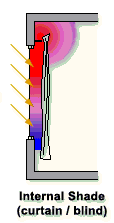 Internal Shade
(curtain / blind)